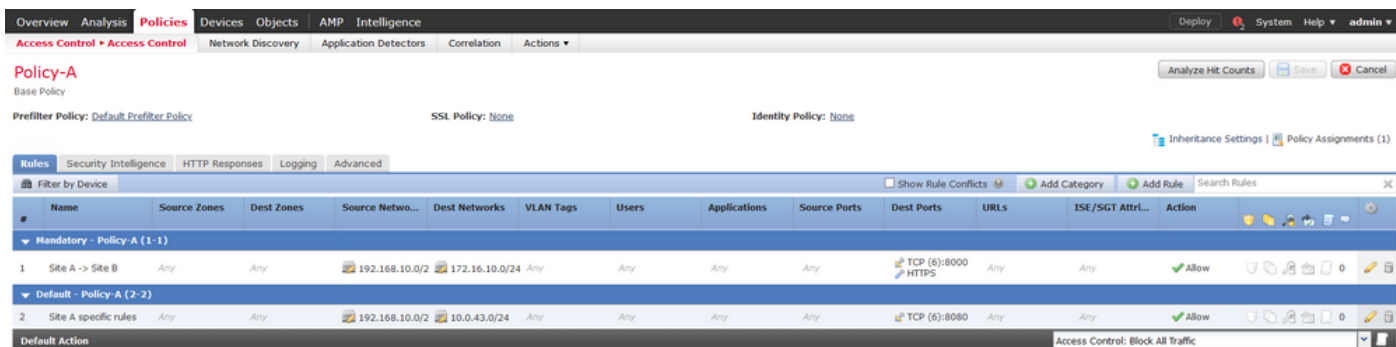 Overview Analysis Policies Devices Objects AMP Intelligence Deploy System Help ▾ admin ▾
Access Control ▸ Access Control Network Discovery Application Detectors Correlation Actions ▾
Policy-A
Analyze Hit Counts Save Cancel
Base Policy
Prefilter Policy: Default Prefilter Policy SSL Policy: None Identity Policy: None
Inheritance Settings | Policy Assignments (1)
Rules Security Intelligence HTTP Responses Logging Advanced
Filter by Device Show Rule Conflicts Add Category Add Rule Search Rules
# Name Source Zones Dest Zones Source Netwo... Dest Networks VLAN Tags Users Applications Source Ports Dest Ports URLs ISE/SGT Attri... Action
Mandatory - Policy-A (1-1)
1 Site A -> Site B Any Any 192.168.10.0/2 172.16.10.0/24 Any Any Any Any TCP (6):8000 Any Any Allow 0
HTTPS
Default - Policy-A (2-2)
2 Site A specific rules Any Any 192.168.10.0/2 10.0.43.0/24 Any Any Any Any TCP (6):8080 Any Any Allow 0
Default Action Access Control: Block All Traffic